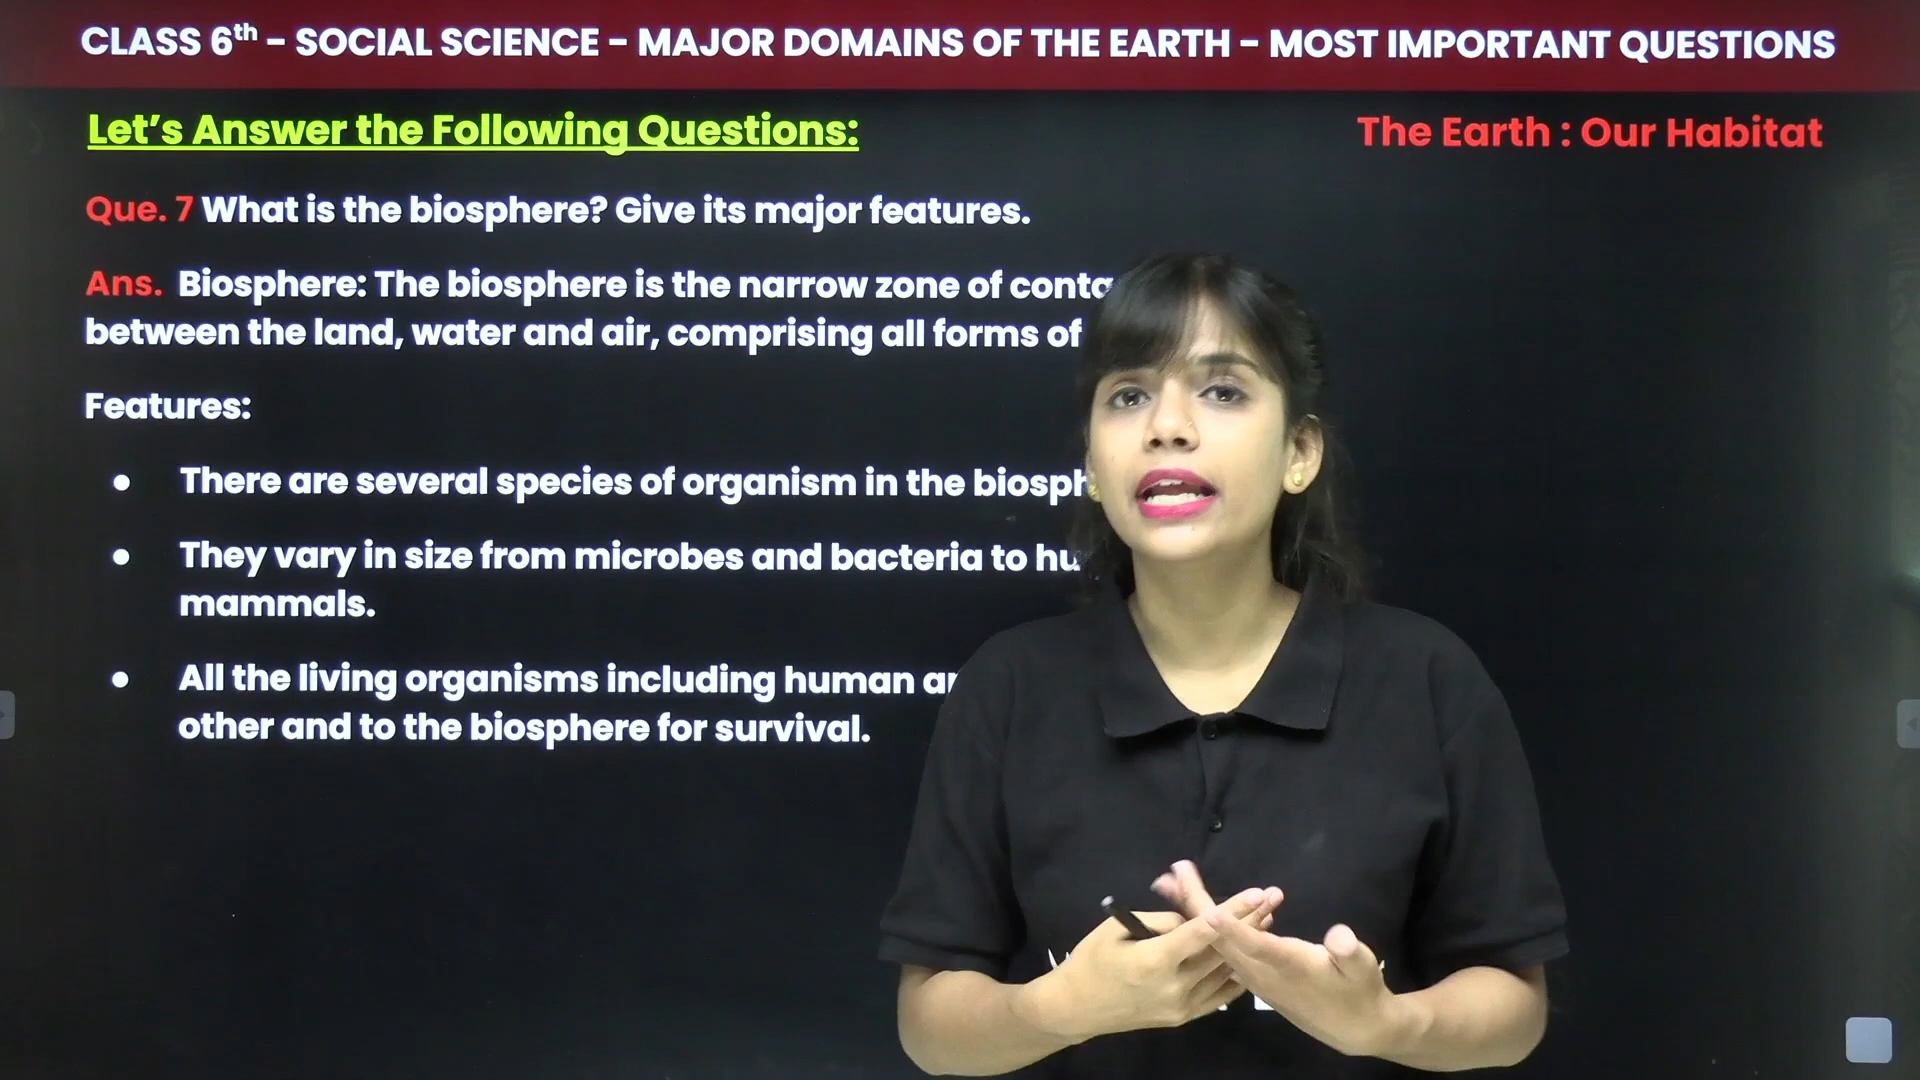 CLASS 6th - SOCIAL SCIENCE - MAJOR DOMAINS OF THE EARTH - MOST IMPORTANT QUESTIONS
Let's Answer the Following Questions:
The Earth : Our Habitat
Que. 7 What is the biosphere? Give its major features.
Ans. Biosphere: The biosphere is the narrow zone of
between the land, water and air, comprising all forms of
Features:
There are several species of organism in the
They vary in size from microbes and bacteria to
mammals.
All the living organisms including human
other and to the biosphere for survival.